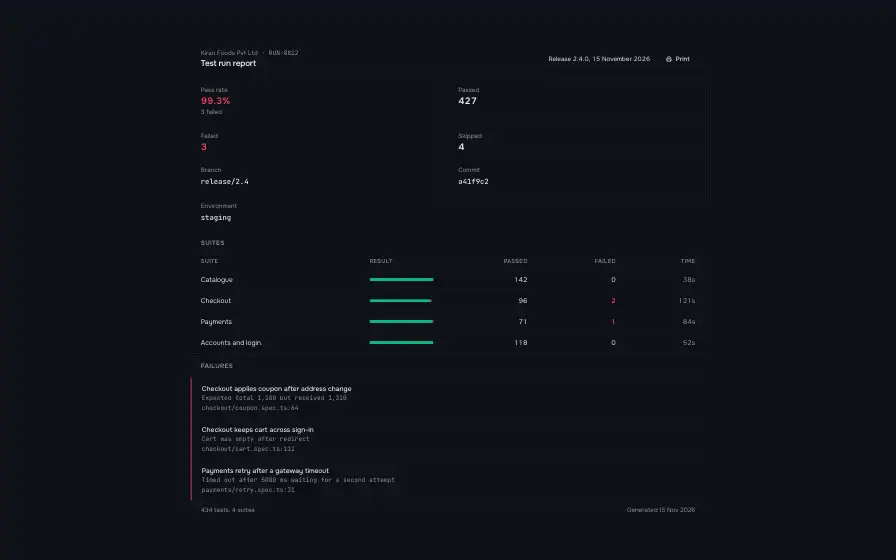 Kiran Foods Pvt Ltd · RUN-8812
Test run report
Release 2.4.0, 15 November 2026
Print
Pass rate
99.3%
3 failed
Passed
427
Failed
3
Skipped
4
Branch
release/2.4
Commit
a41f9c2
Environment
staging
SUITES
SUITE RESULT PASSED FAILED TIME
Catalogue 142 0 38s
Checkout 96 2 121s
Payments 71 1 84s
Accounts and login 118 0 52s
FAILURES
Checkout applies coupon after address change
Expected total 1,180 but received 1,310
checkout/coupon.spec.ts:64
Checkout keeps cart across sign-in
Cart was empty after redirect
checkout/cart.spec.ts:112
Payments retry after a gateway timeout
Timed out after 5000 ms waiting for a second attempt
payments/retry.spec.ts:31
434 tests, 4 suites
Generated 15 Nov 2026